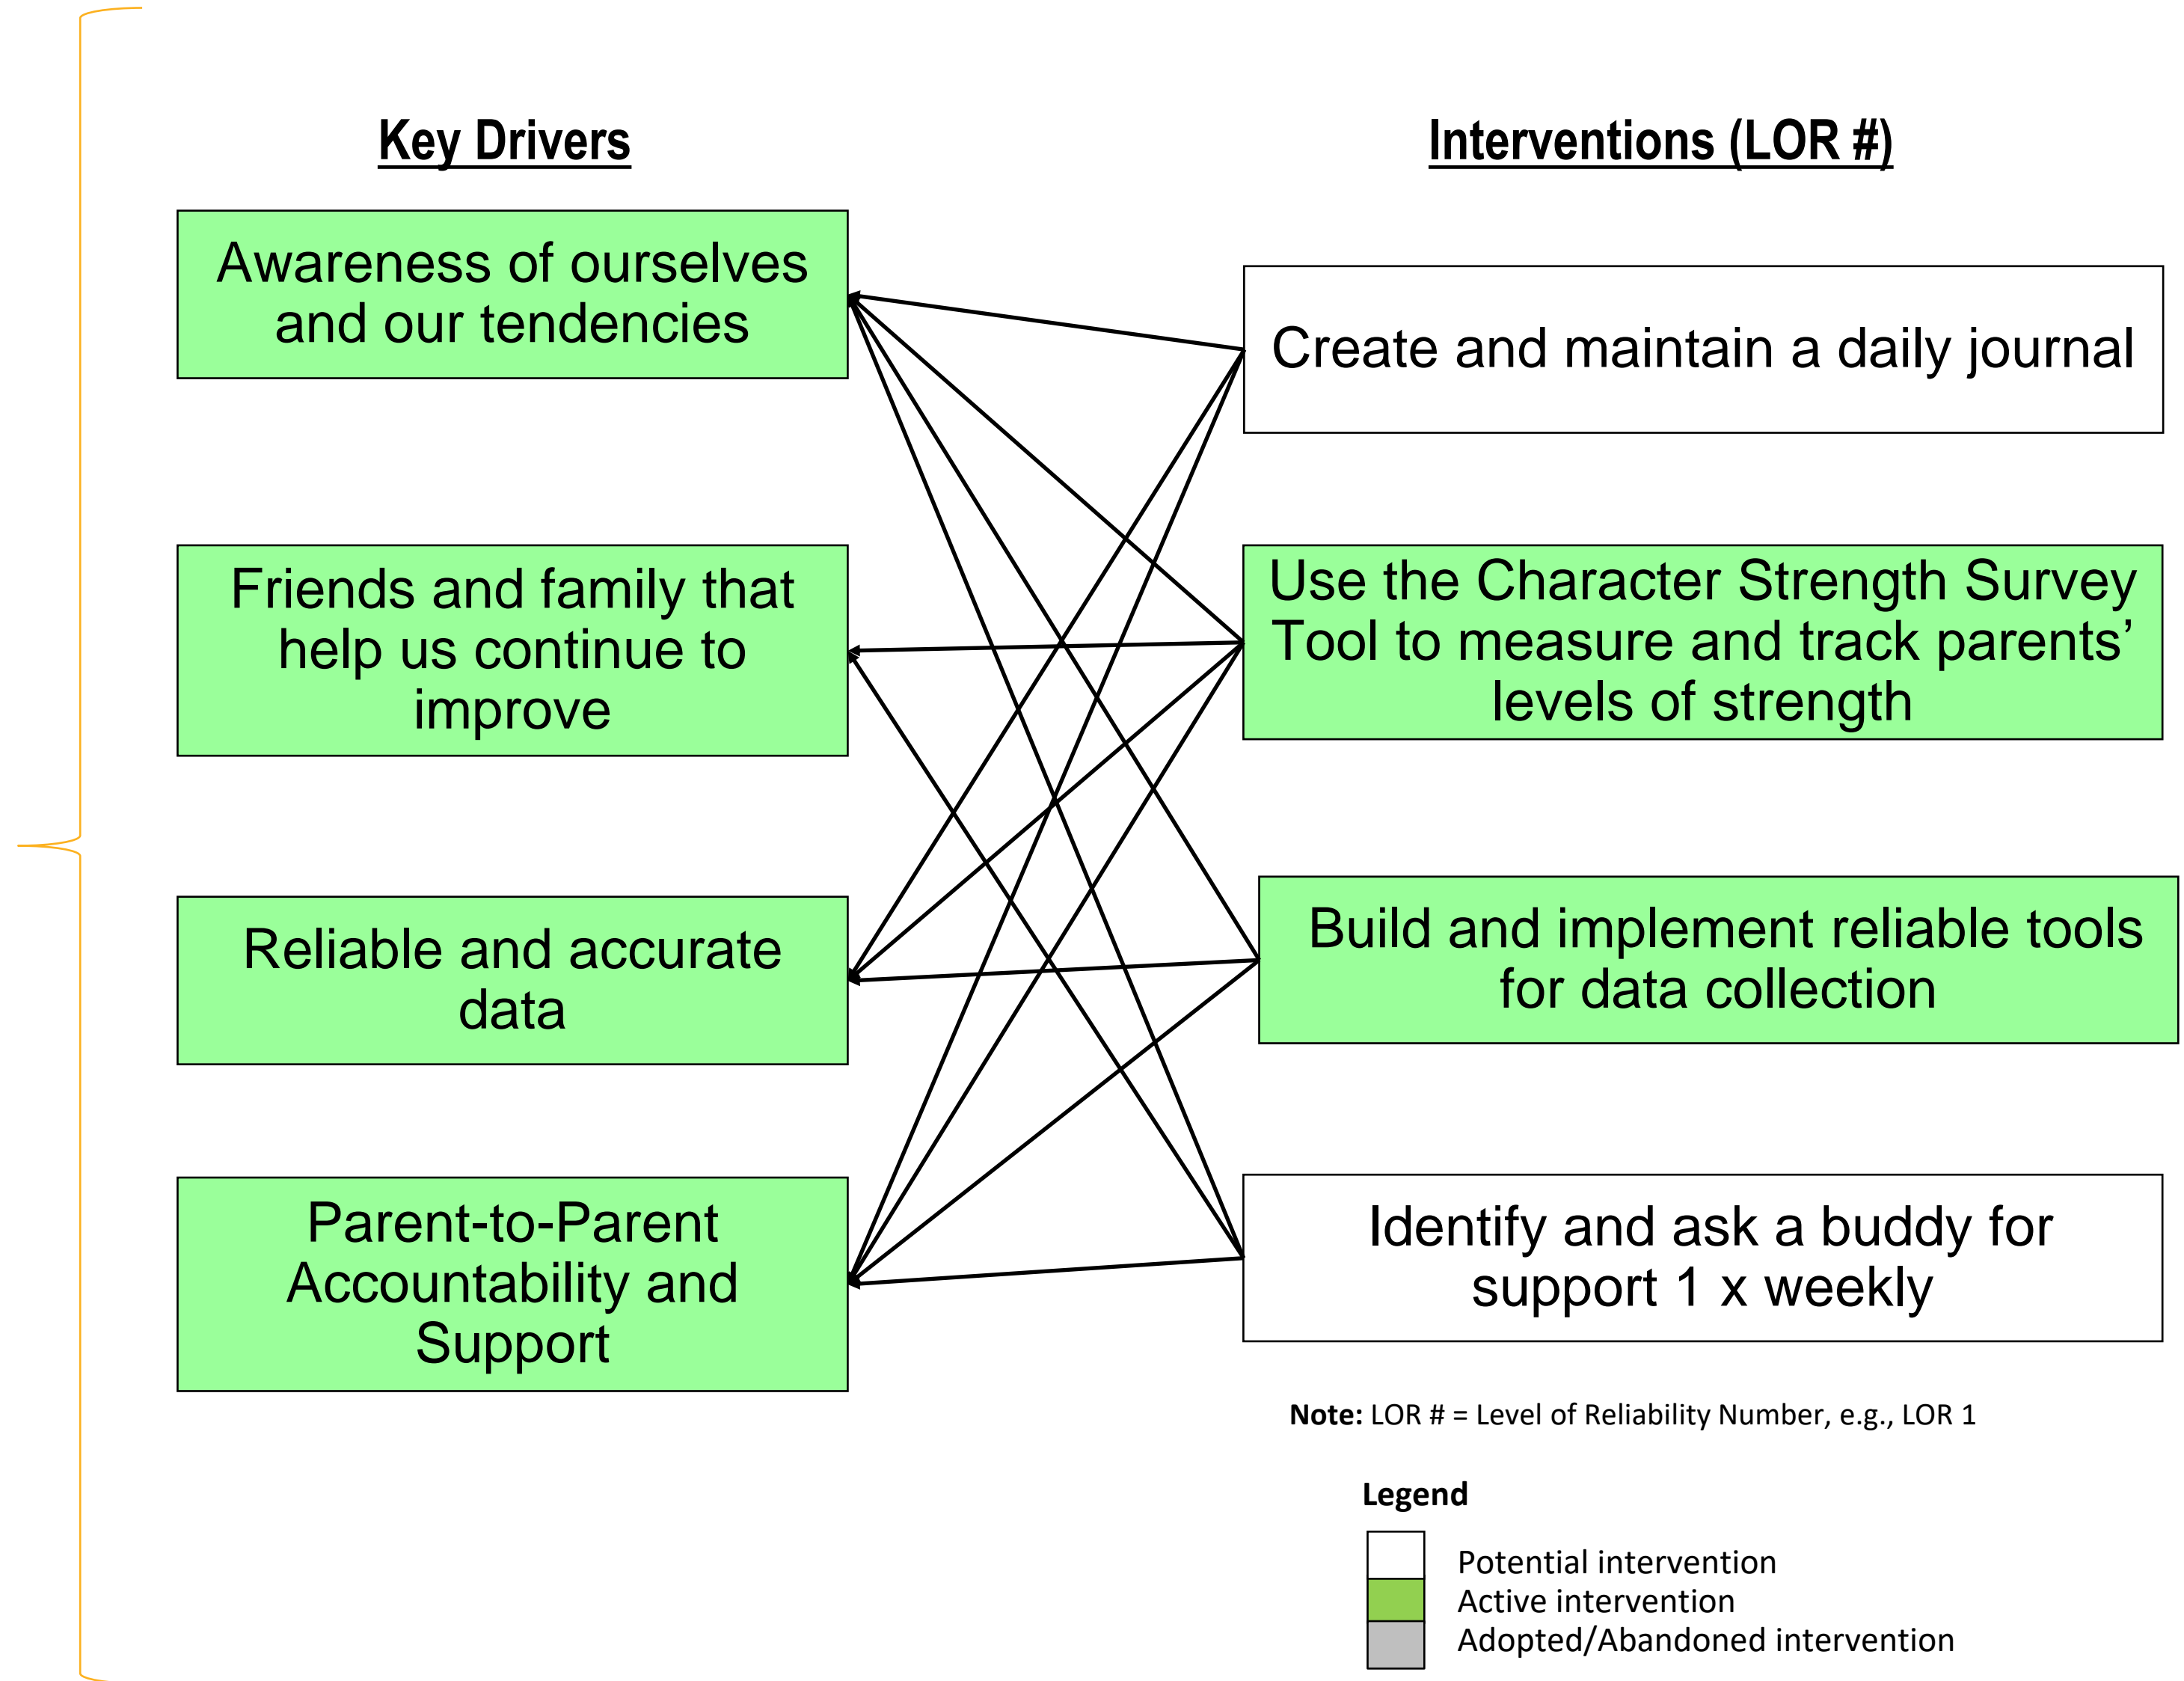 Key Drivers
Interventions (LOR #)
Awareness of ourselves
and our tendencies
Create and maintain a daily journal
Friends and family that
help us continue to
improve
Use the Character Strength Survey
Tool to measure and track parents’
levels of strength
Reliable and accurate
data
Build and implement reliable tools
for data collection
Parent-to-Parent
Accountability and
Support
Identify and ask a buddy for
support 1 x weekly
Note: LOR # = Level of Reliability Number, e.g., LOR 1
Legend
Potential intervention
Active intervention
Adopted/Abandoned intervention